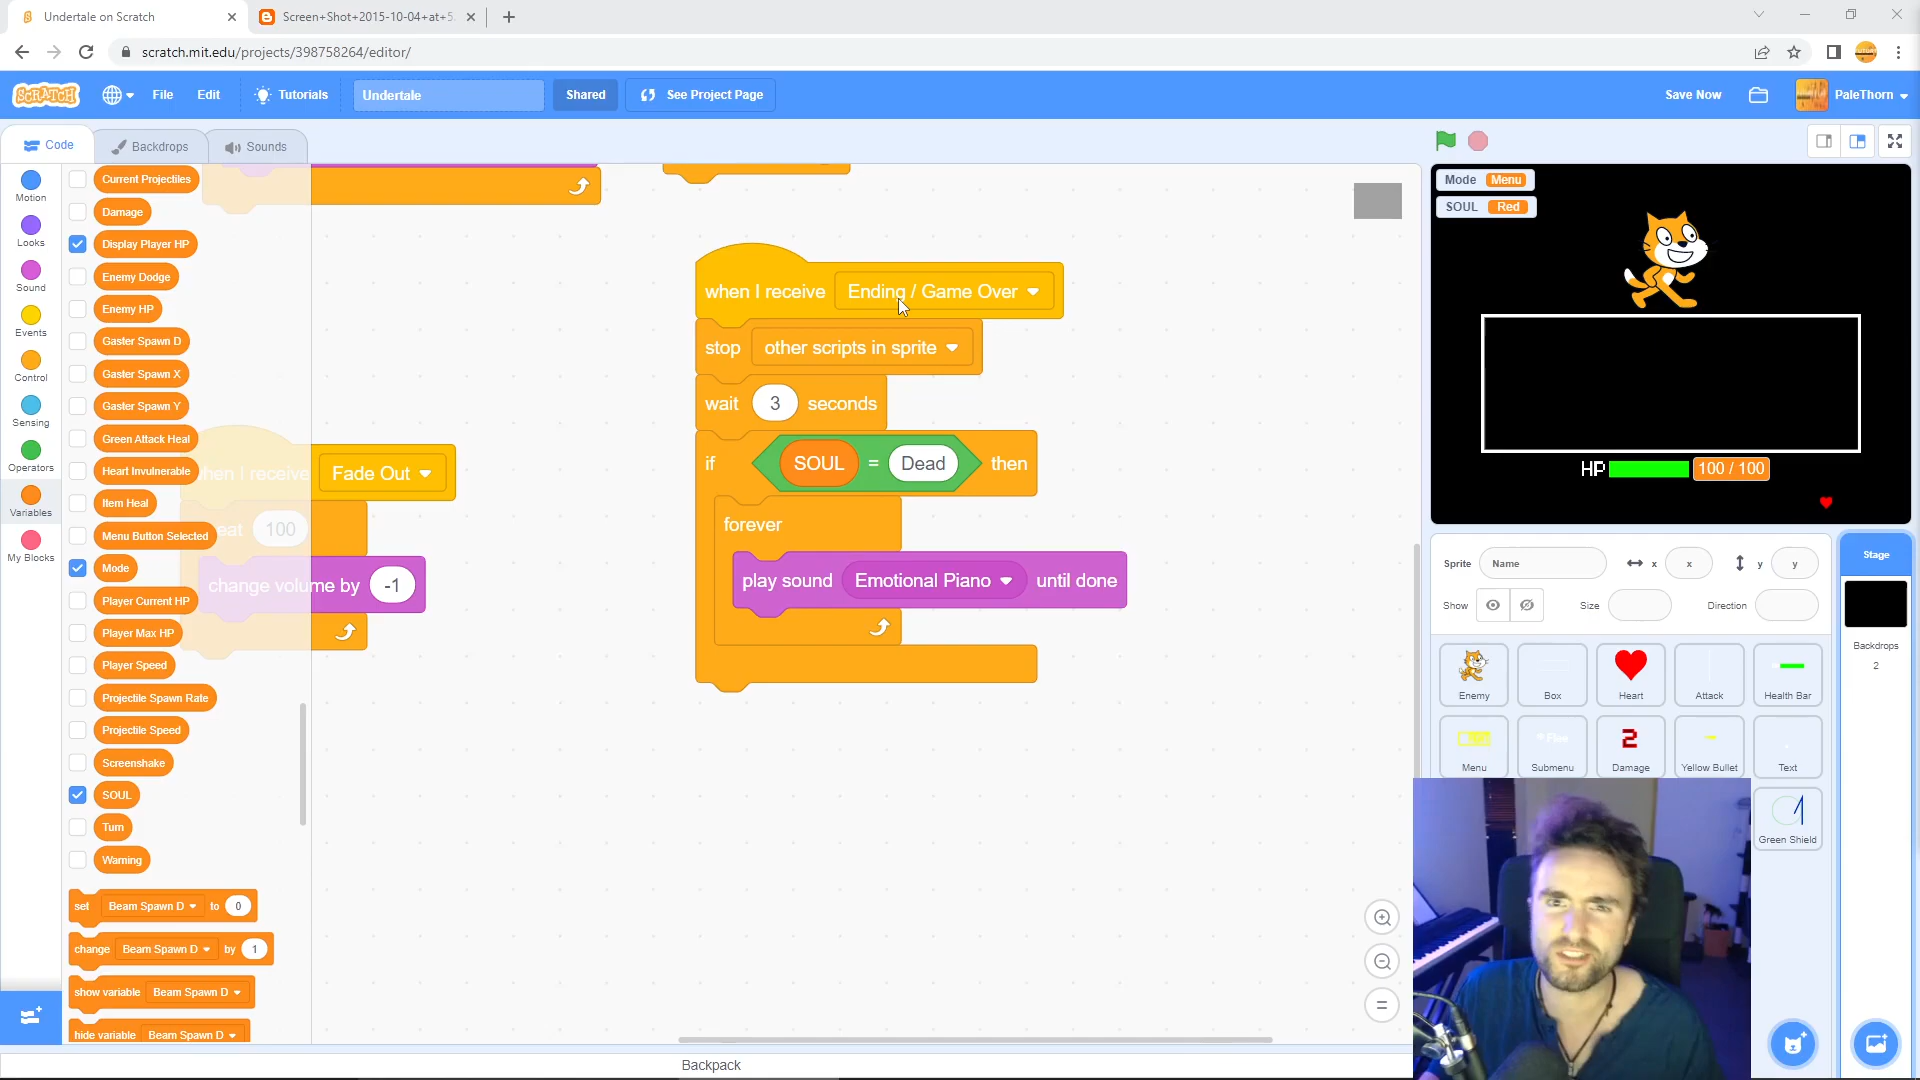 Undertale on Scratch
Screen+Shot+2015-10-04+at+5.
scratch.mit.edu/projects/398758264/editor/
SCRATCH
File
Edit
Tutorials
Undertale
Shared
See Project Page
Save Now
PaleThorn
Code
Backdrops
Sounds
Motion
Looks
Sound
Events
Control
Sensing
Operators
Variables
My Blocks
Current Projectiles
Damage
Display Player HP
Enemy Dodge
Enemy HP
Gaster Spawn D
Gaster Spawn X
Gaster Spawn Y
Green Attack Heal
Heart Invulnerable
Item Heal
Menu Button Selected
Mode
Player Current HP
Player Max HP
Player Speed
Projectile Spawn Rate
Projectile Speed
Screenshake
SOUL
Turn
Warning
set Beam Spawn D to 0
change Beam Spawn D by 1
show variable Beam Spawn D
hide variable Beam Spawn D
when I receive Fade Out
100
change volume by -1
when I receive Ending / Game Over
stop other scripts in sprite
wait 3 seconds
if SOUL = Dead then
forever
play sound Emotional Piano until done
Backpack
Mode Menu
SOUL Red
HP 100 / 100
Sprite Name x x y y
Show Size Direction
Enemy
Box
Heart
Attack
Health Bar
Menu
Submenu
2
Damage
Yellow Bullet
Text
Green Shield
Stage
Backdrops
2